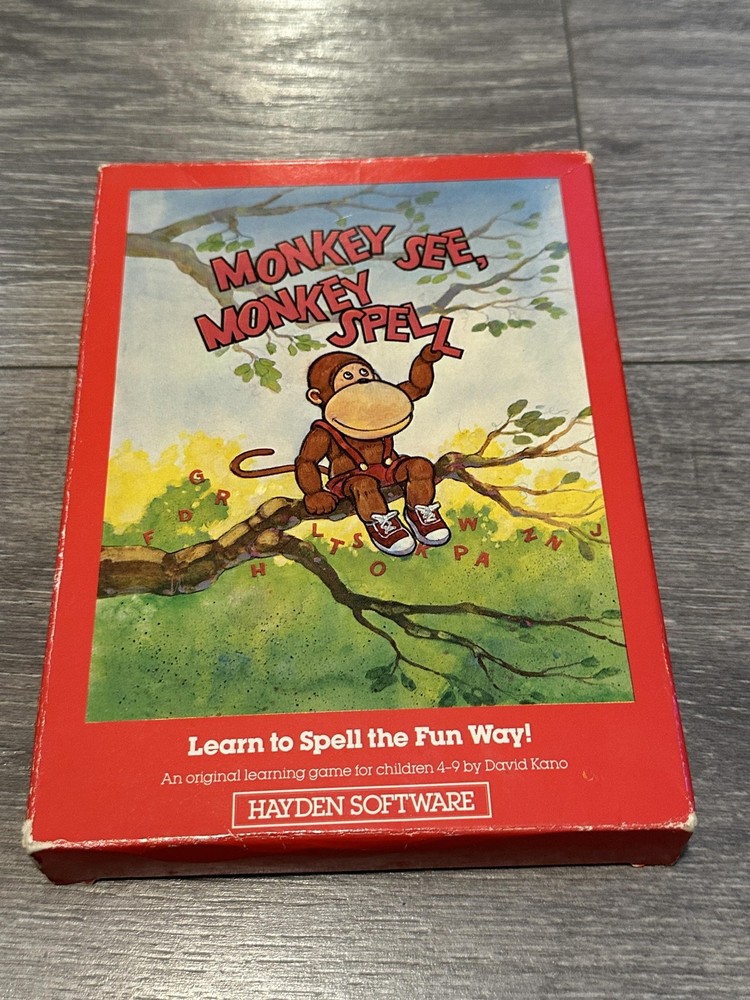 MONKEY SEE,
MONKEY
SPELL
G
R
D
F
L
T
S
K
W
Z
N
J
H
O
P
A
Learn to Spell the Fun Way!
An original learning game for children 4-9 by David Kano
HAYDEN SOFTWARE